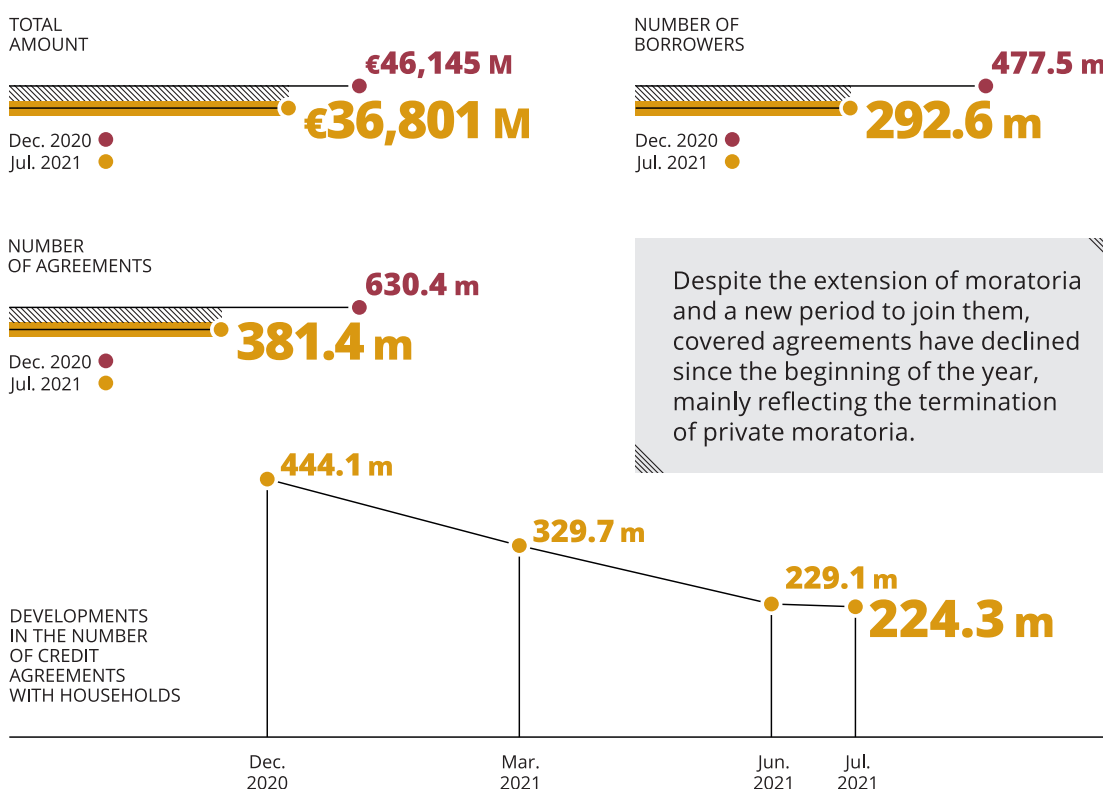 TOTAL
AMOUNT
€46,145 M
€36,801 M
Dec. 2020
Jul. 2021
NUMBER OF
BORROWERS
477.5 m
292.6 m
Dec. 2020
Jul. 2021
NUMBER
OF AGREEMENTS
630.4 m
381.4 m
Dec. 2020
Jul. 2021
Despite the extension of moratoria
and a new period to join them,
covered agreements have declined
since the beginning of the year,
mainly reflecting the termination
of private moratoria.
444.1 m
329.7 m
229.1 m
224.3 m
DEVELOPMENTS
IN THE NUMBER
OF CREDIT
AGREEMENTS
WITH HOUSEHOLDS
Dec.
2020
Mar.
2021
Jun.
2021
Jul.
2021